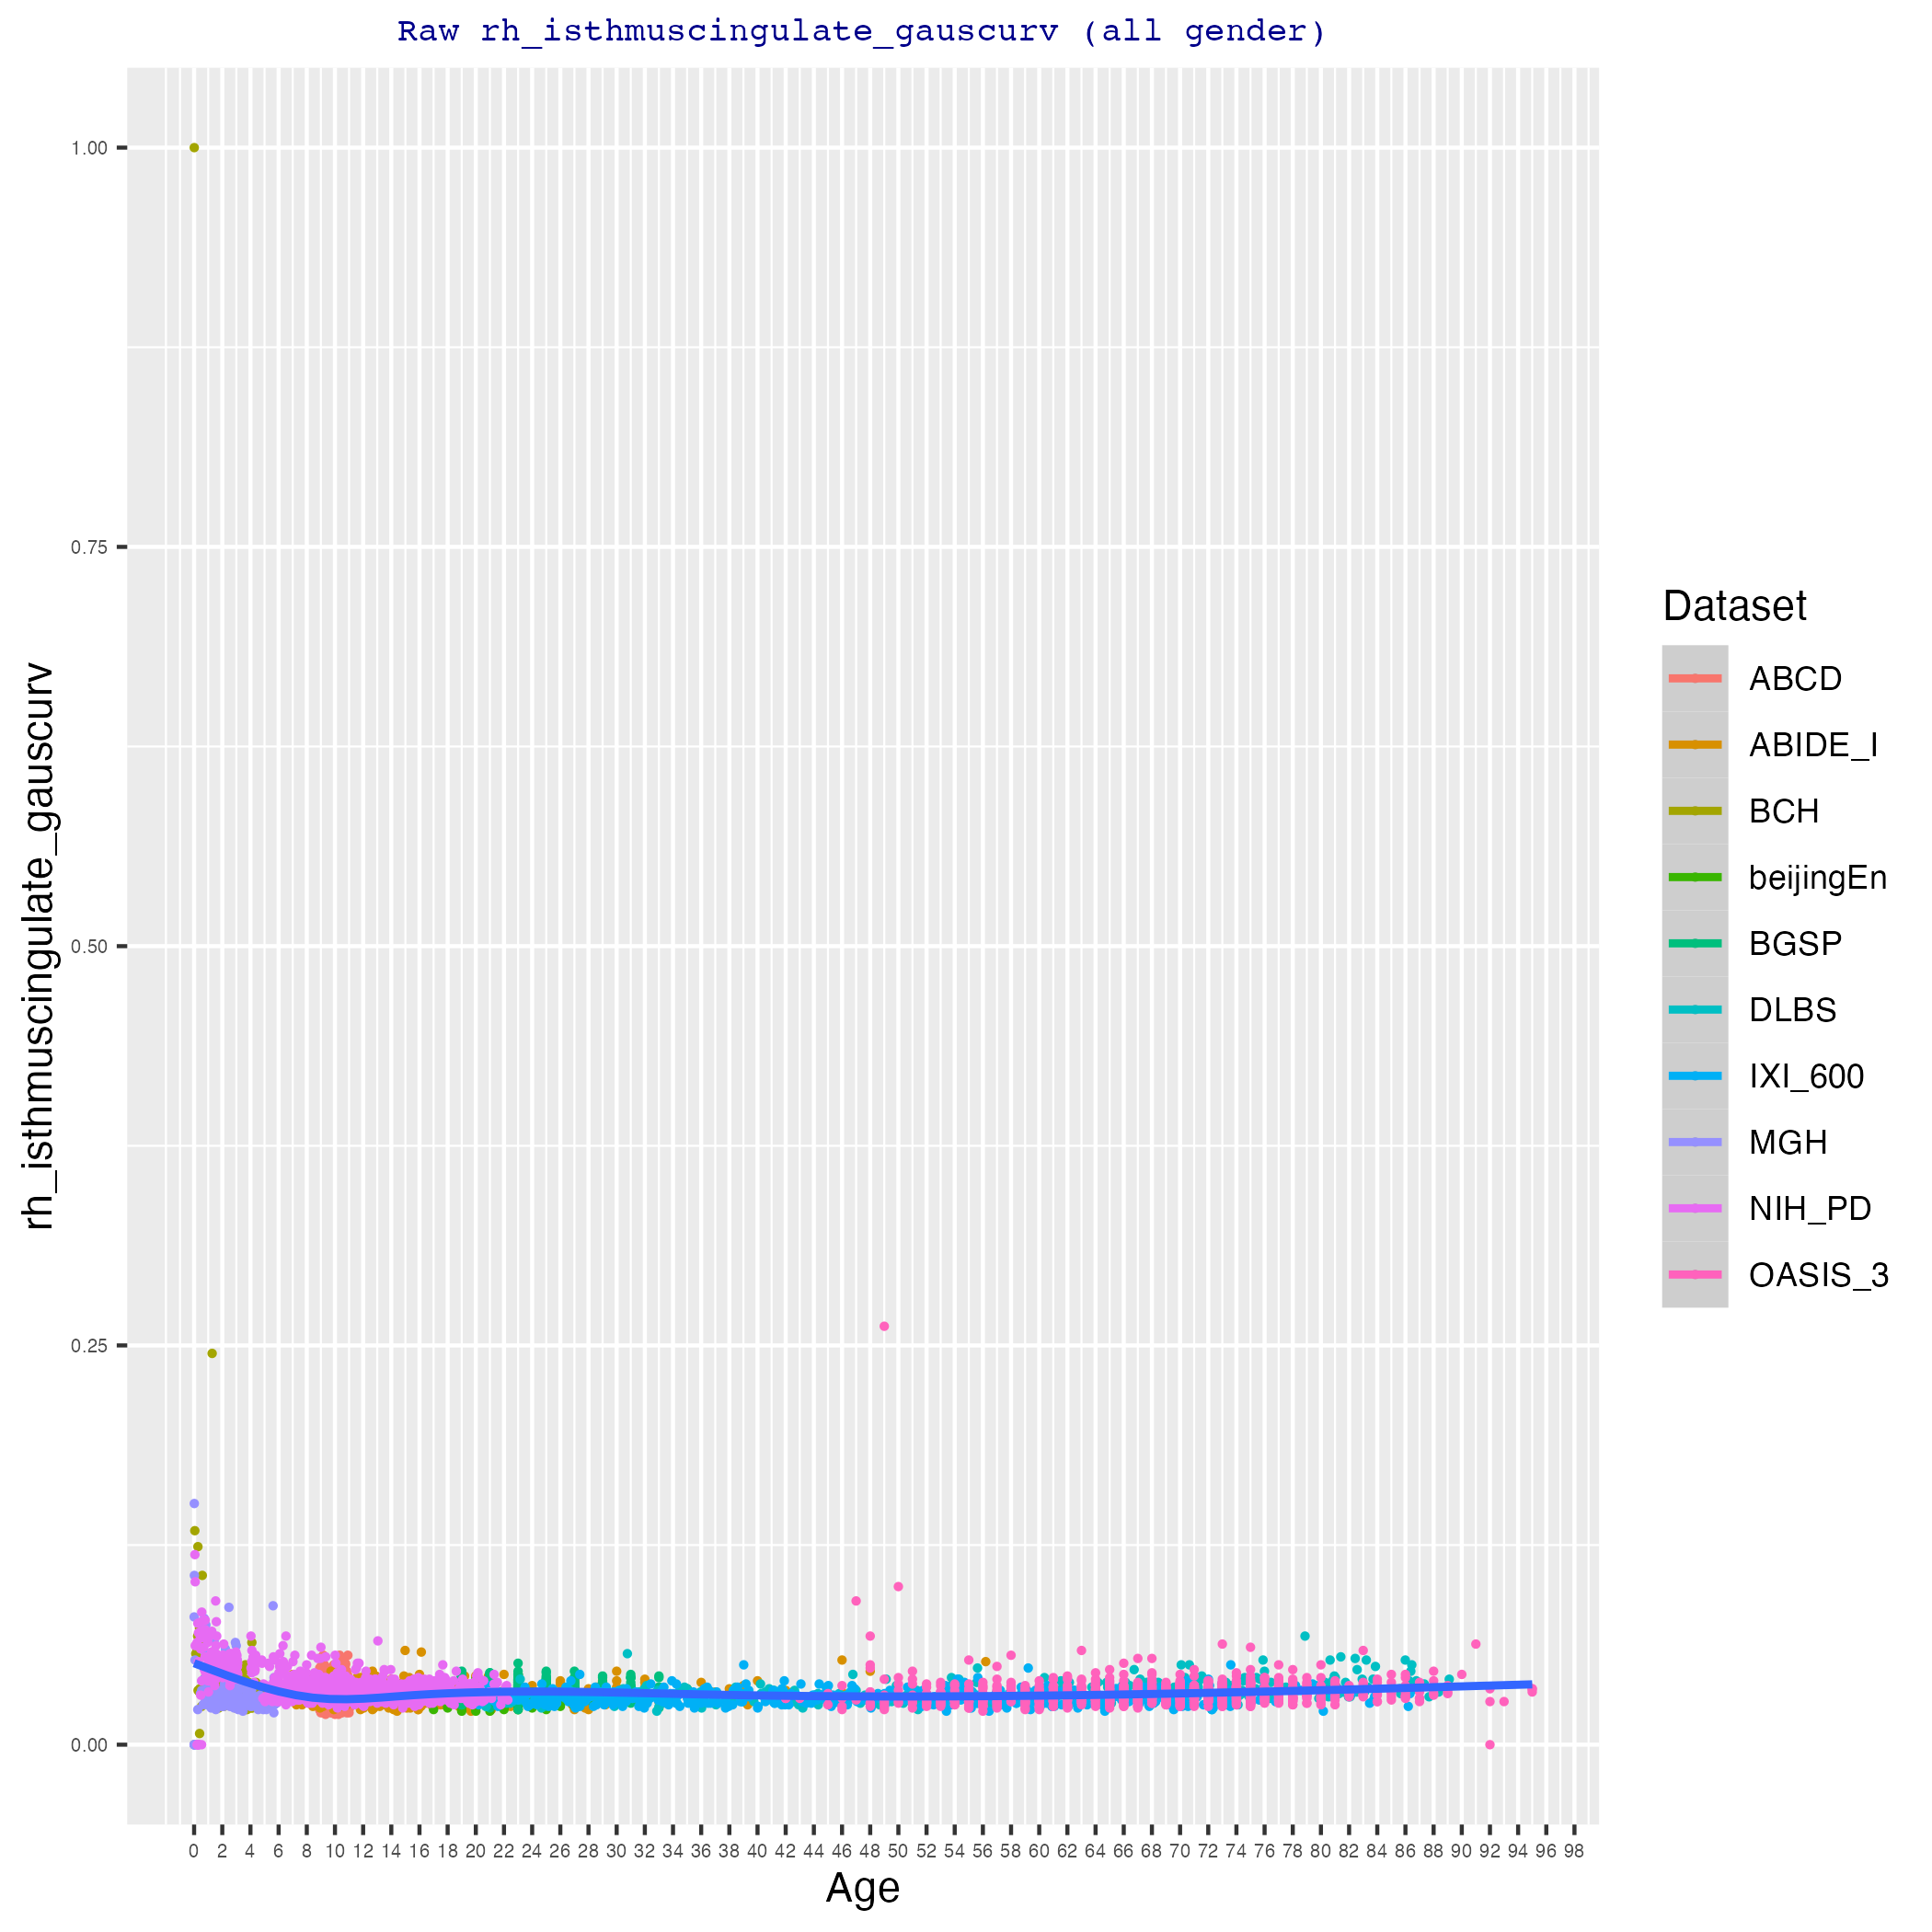 Raw rh_isthmuscingulate_gauscurv (all gender)
rh_isthmuscingulate_gauscurv
1.00
0.75
0.50
0.25
0.00
0 2 4 6 8 10 12 14 16 18 20 22 24 26 28 30 32 34 36 38 40 42 44 46 48 50 52 54 56 58 60 62 64 66 68 70 72 74 76 78 80 82 84 86 88 90 92 94 96 98
Age
Dataset
ABCD
ABIDE_I
BCH
beijingEn
BGSP
DLBS
IXI_600
MGH
NIH_PD
OASIS_3